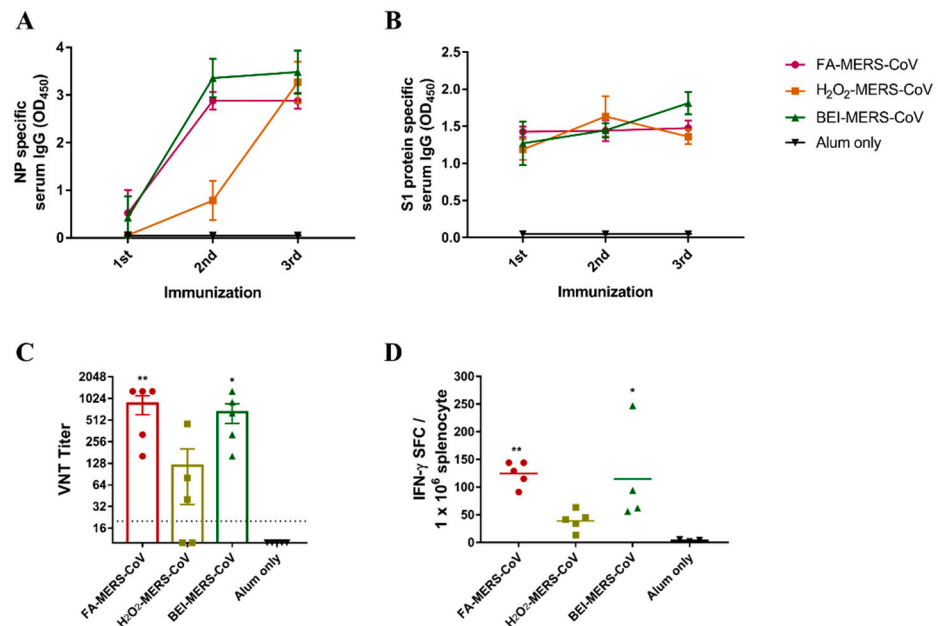 A
NP specific
serum IgG (OD450)
4
3
2
1
0
1st
2nd
3rd
Immunization
B
S1 protein specific
serum IgG (OD450)
2.5
2.0
1.5
1.0
0.5
0.0
1st
2nd
3rd
Immunization
FA-MERS-CoV
H2O2-MERS-CoV
BEI-MERS-CoV
Alum only
C
VNT Titer
2048
1024
512
256
128
64
32
16
**
*
FA-MERS-CoV
H2O2-MERS-CoV
BEI-MERS-CoV
Alum only
D
IFN-γ SFC /
1 x 10⁶ splenocyte
300
250
200
150
100
50
0
**
*
FA-MERS-CoV
H2O2-MERS-CoV
BEI-MERS-CoV
Alum only